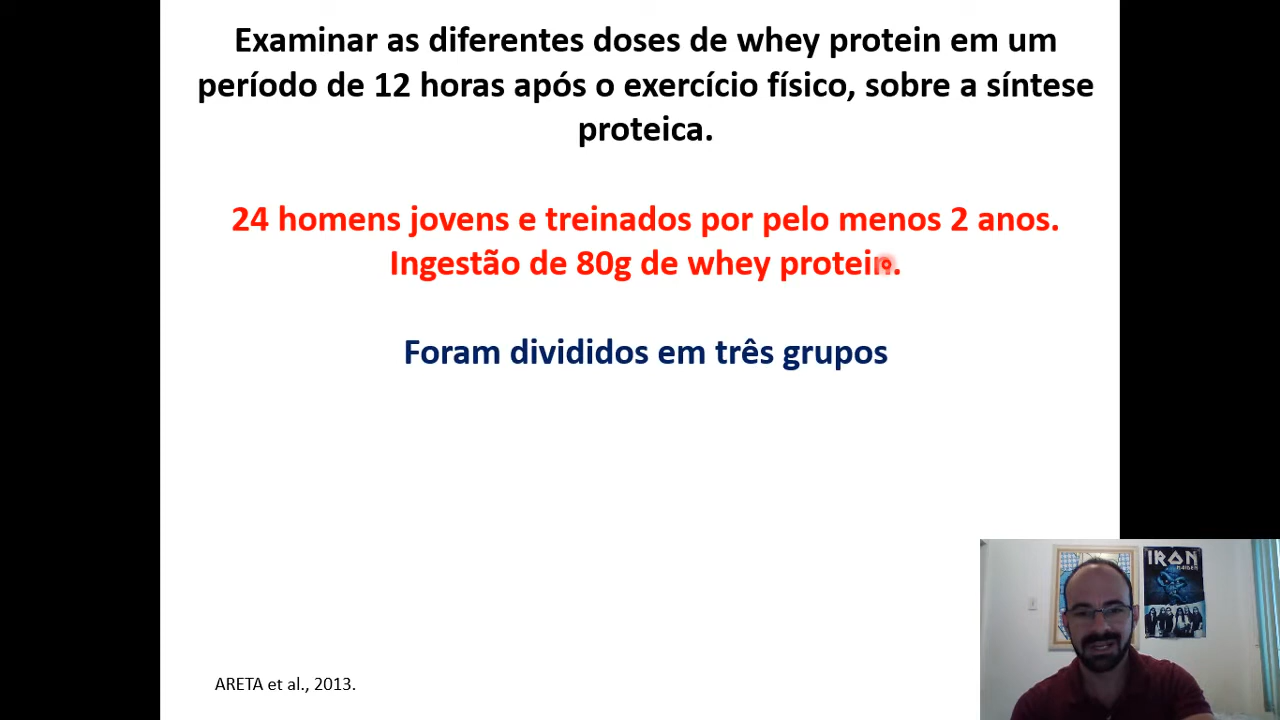 Examinar as diferentes doses de whey protein em um
período de 12 horas após o exercício físico, sobre a síntese
proteica.
24 homens jovens e treinados por pelo menos 2 anos.
Ingestão de 80g de whey protein.
Foram divididos em três grupos
ARETA et al., 2013.
IRON
MAIDEN